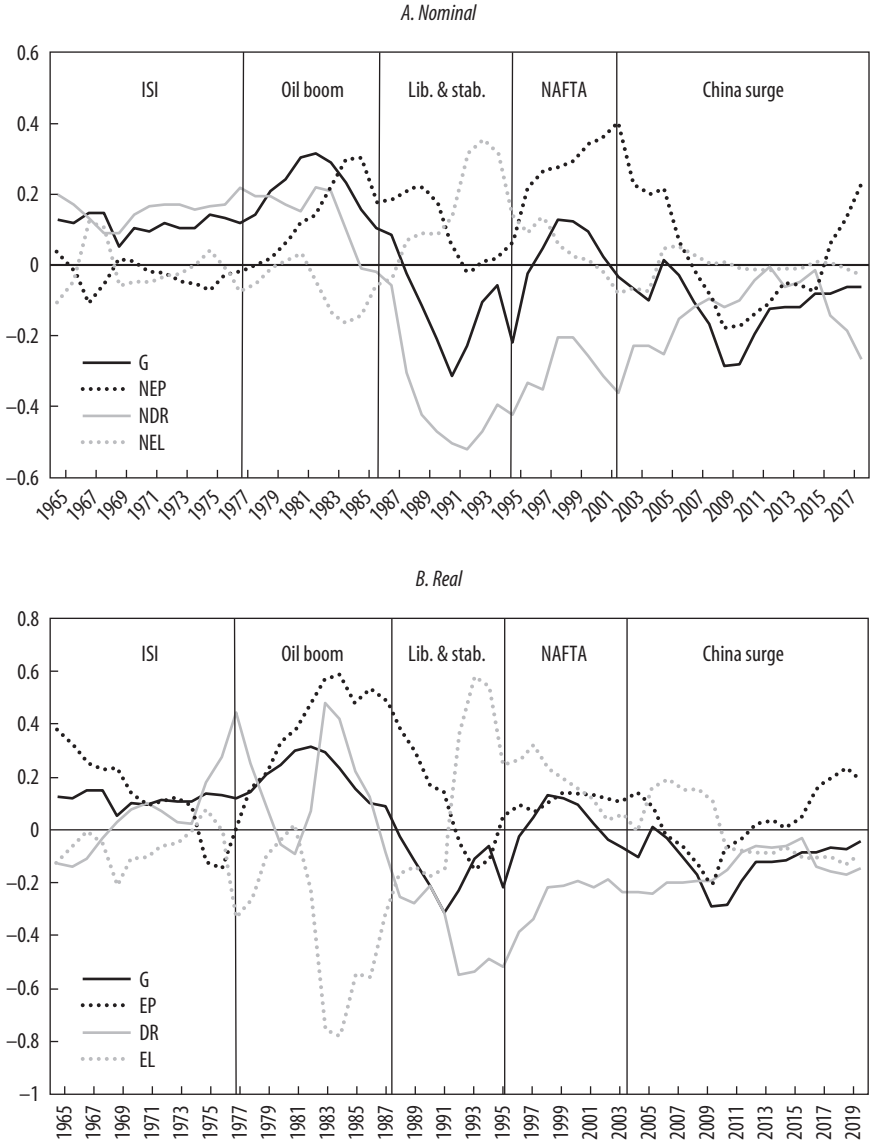 A. Nominal
0.6
ISI Oil boom Lib. & stab. NAFTA China surge
0.4
0.2
0
−0.2
G
NEP
−0.4
NDR
NEL
−0.6
1965 1967 1969 1971 1973 1975 1977 1979 1981 1983 1985 1987 1989 1991 1993 1995 1997 1999 2001 2003 2005 2007 2009 2011 2013 2015 2017
B. Real
0.8
ISI Oil boom Lib. & stab. NAFTA China surge
0.6
0.4
0.2
0
−0.2
−0.4
G
−0.6
EP
DR
−0.8
EL
−1
1965 1967 1969 1971 1973 1975 1977 1979 1981 1983 1985 1987 1989 1991 1993 1995 1997 1999 2001 2003 2005 2007 2009 2011 2013 2015 2017 2019